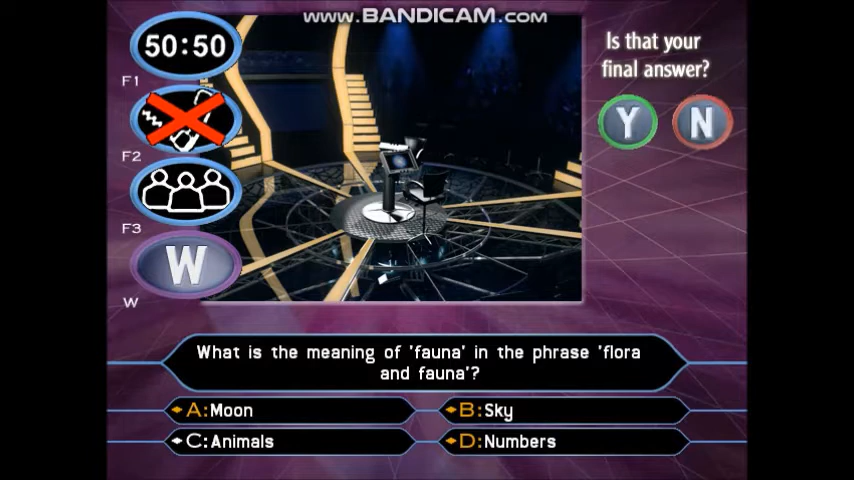 www.BANDICAM.com
50:50
F1
F2
F3
W
W
Is that your
final answer?
Y N
What is the meaning of 'fauna' in the phrase 'flora
and fauna'?
A:Moon
B:Sky
C:Animals
D:Numbers